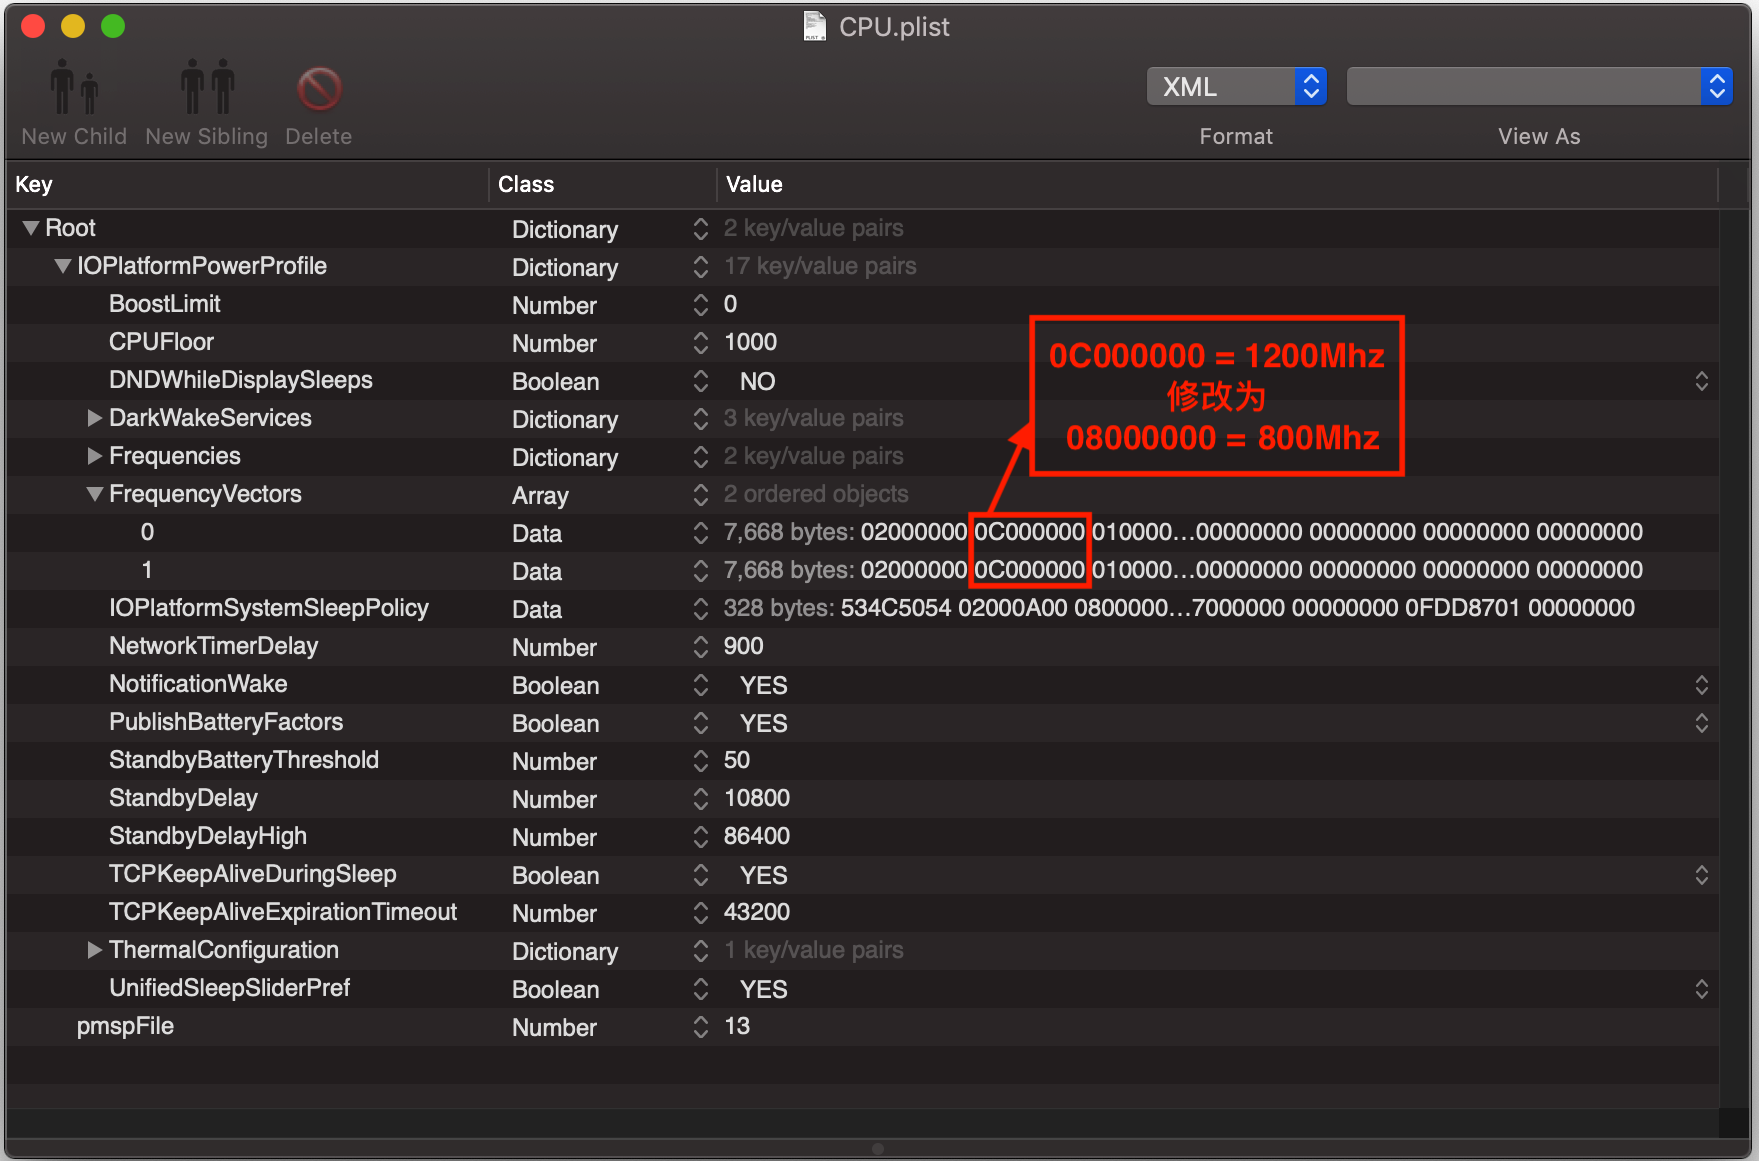 CPU.plist
New Child New Sibling Delete
XML
Format View As
Key Class Value
Root Dictionary 2 key/value pairs
IOPlatformPowerProfile Dictionary 17 key/value pairs
BoostLimit Number 0
CPUFloor Number 1000
DNDWhileDisplaySleeps Boolean NO
DarkWakeServices Dictionary 3 key/value pairs
Frequencies Dictionary 2 key/value pairs
FrequencyVectors Array 2 ordered objects
0 Data 7,668 bytes: 02000000 0C000000 010000...00000000 00000000 00000000 00000000
1 Data 7,668 bytes: 02000000 0C000000 010000...00000000 00000000 00000000 00000000
IOPlatformSystemSleepPolicy Data 328 bytes: 534C5054 02000A00 0800000...7000000 00000000 0FDD8701 00000000
NetworkTimerDelay Number 900
NotificationWake Boolean YES
PublishBatteryFactors Boolean YES
StandbyBatteryThreshold Number 50
StandbyDelay Number 10800
StandbyDelayHigh Number 86400
TCPKeepAliveDuringSleep Boolean YES
TCPKeepAliveExpirationTimeout Number 43200
ThermalConfiguration Dictionary 1 key/value pairs
UnifiedSleepSliderPref Boolean YES
pmspFile Number 13
0C000000 = 1200Mhz
修改为
08000000 = 800Mhz